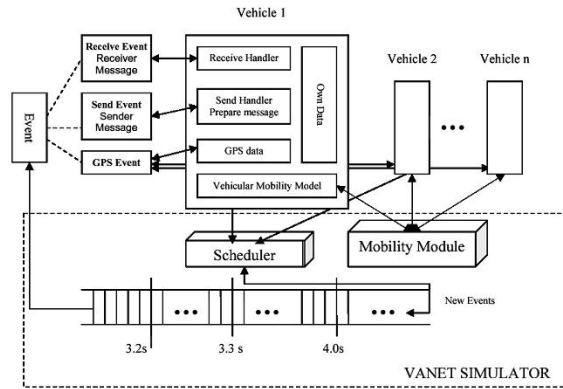 Vehicle 1
Receive Event
Receiver
Message
Receive Handler
Vehicle 2
Vehicle n
Event
Send Event
Sender
Message
Send Handler
Prepare message
Own Data
GPS Event
GPS data
Vehicular Mobility Model
Scheduler
Mobility Module
New Events
3.2s
3.3 s
4.0s
VANET SIMULATOR